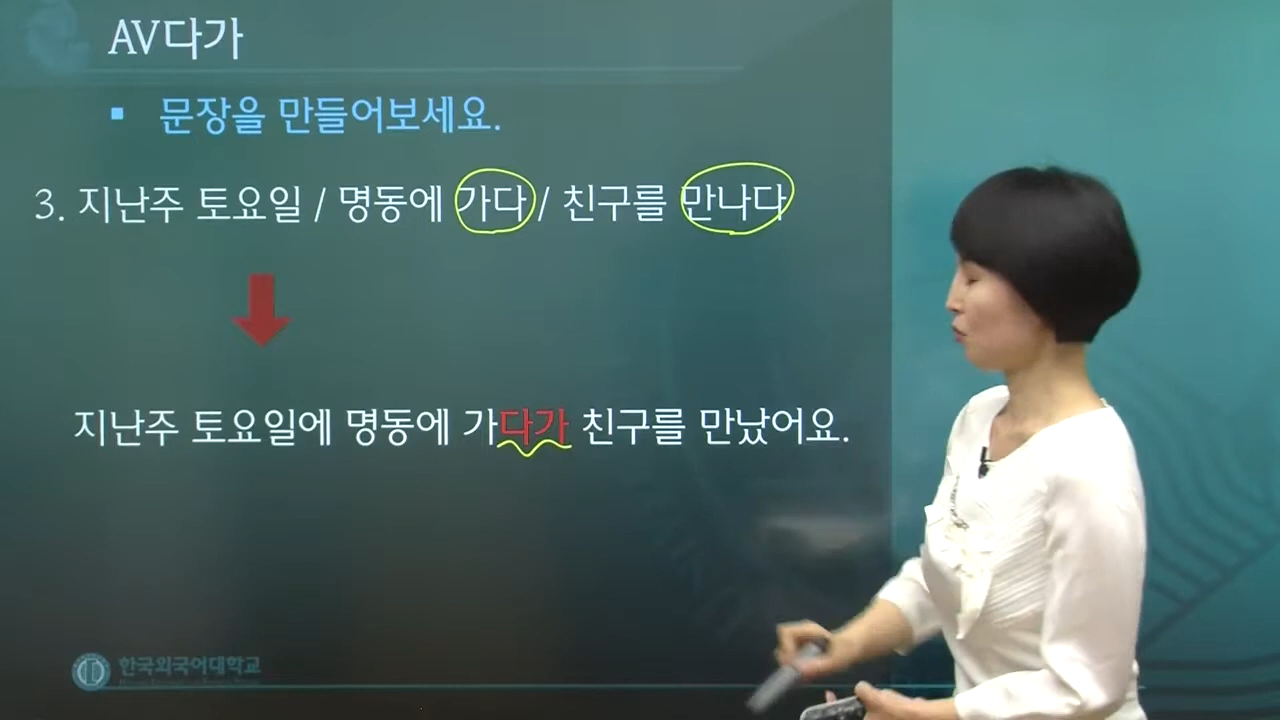 AV다가
▪ 문장을 만들어보세요.
3. 지난주 토요일 / 명동에 가다 / 친구를 만나다
지난주 토요일에 명동에 가다가 친구를 만났어요.
한국외국어대학교